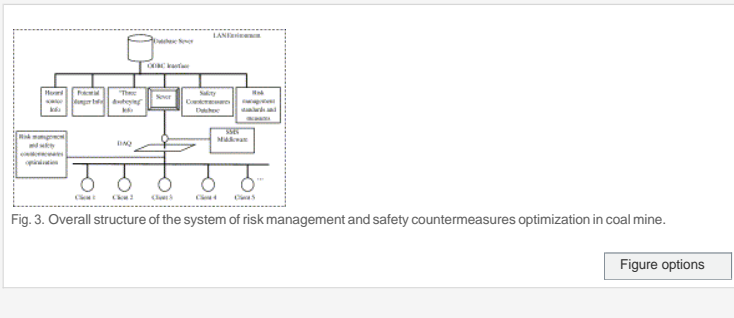 LAN Environment
Database Sever
ODBC Interface
Hazard
source
Info
Potential
danger Info
"Three
disobeying"
Info
Sever
Safety
Countermeasures
Database
Risk
management
standards and
measures
Risk management
and safety
countermeasures
optimization
DAQ
SMS
Middleware
...
Client 1
Client 2
Client 3
Client 4
Client 5
Fig. 3. Overall structure of the system of risk management and safety countermeasures optimization in coal mine.
Figure options